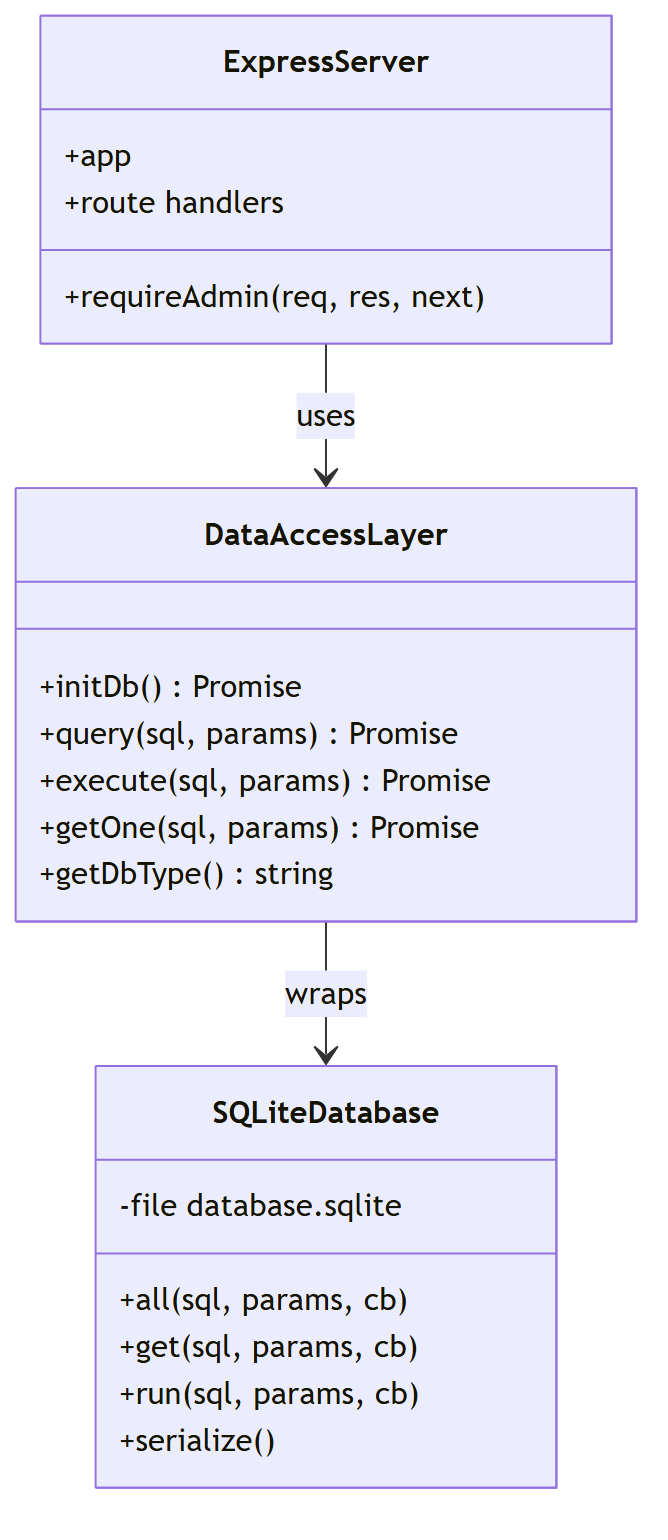 ExpressServer
+app
+route handlers
+requireAdmin(req, res, next)
uses
DataAccessLayer
+initDb() : Promise
+query(sql, params) : Promise
+execute(sql, params) : Promise
+getOne(sql, params) : Promise
+getDbType() : string
wraps
SQLiteDatabase
-file database.sqlite
+all(sql, params, cb)
+get(sql, params, cb)
+run(sql, params, cb)
+serialize()